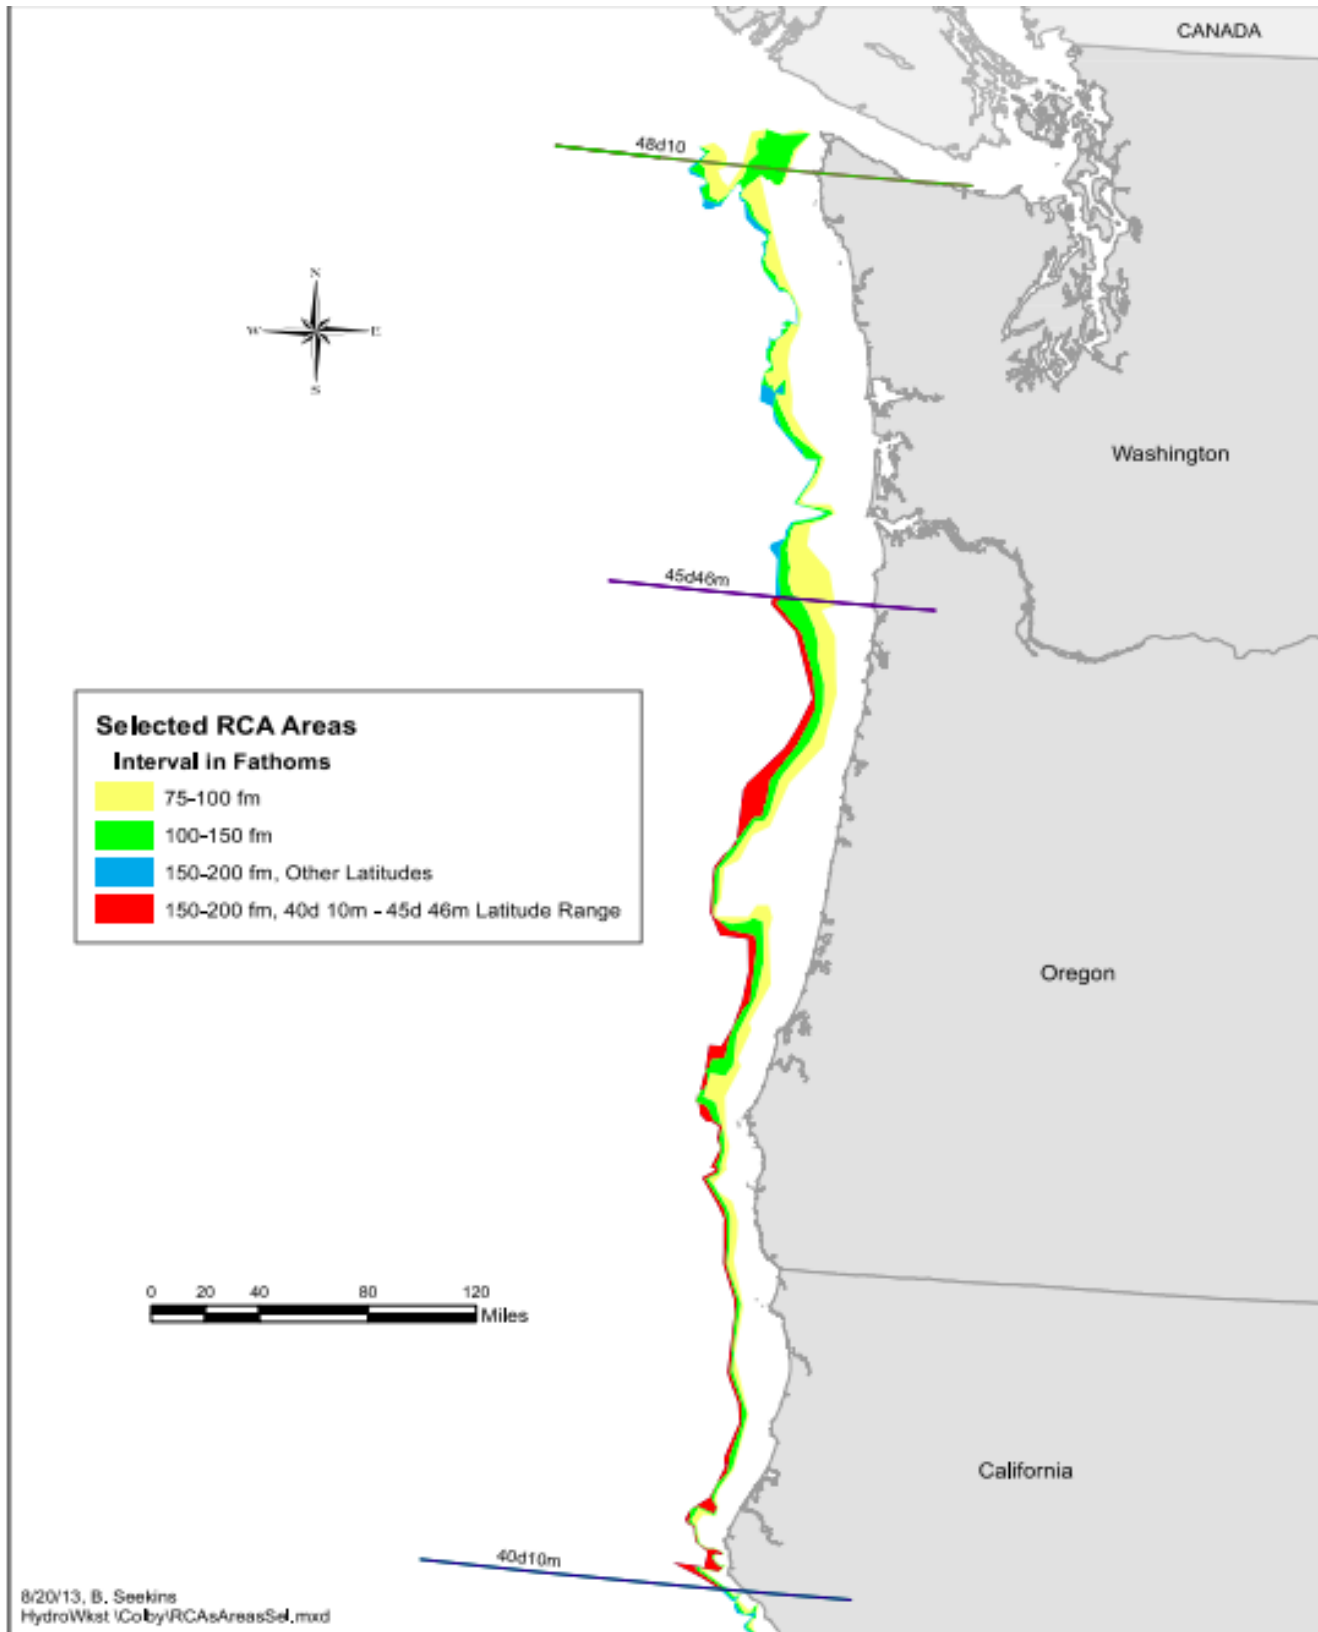 CANADA
48d10
N
W E
S
Washington
45d46m
Selected RCA Areas
Interval in Fathoms
75-100 fm
100-150 fm
150-200 fm, Other Latitudes
150-200 fm, 40d 10m - 45d 46m Latitude Range
Oregon
0 20 40 80 120
Miles
California
40d10m
8/20/13, B. Seekins
HydroWkst \Colby\RCAsAreasSel.mxd